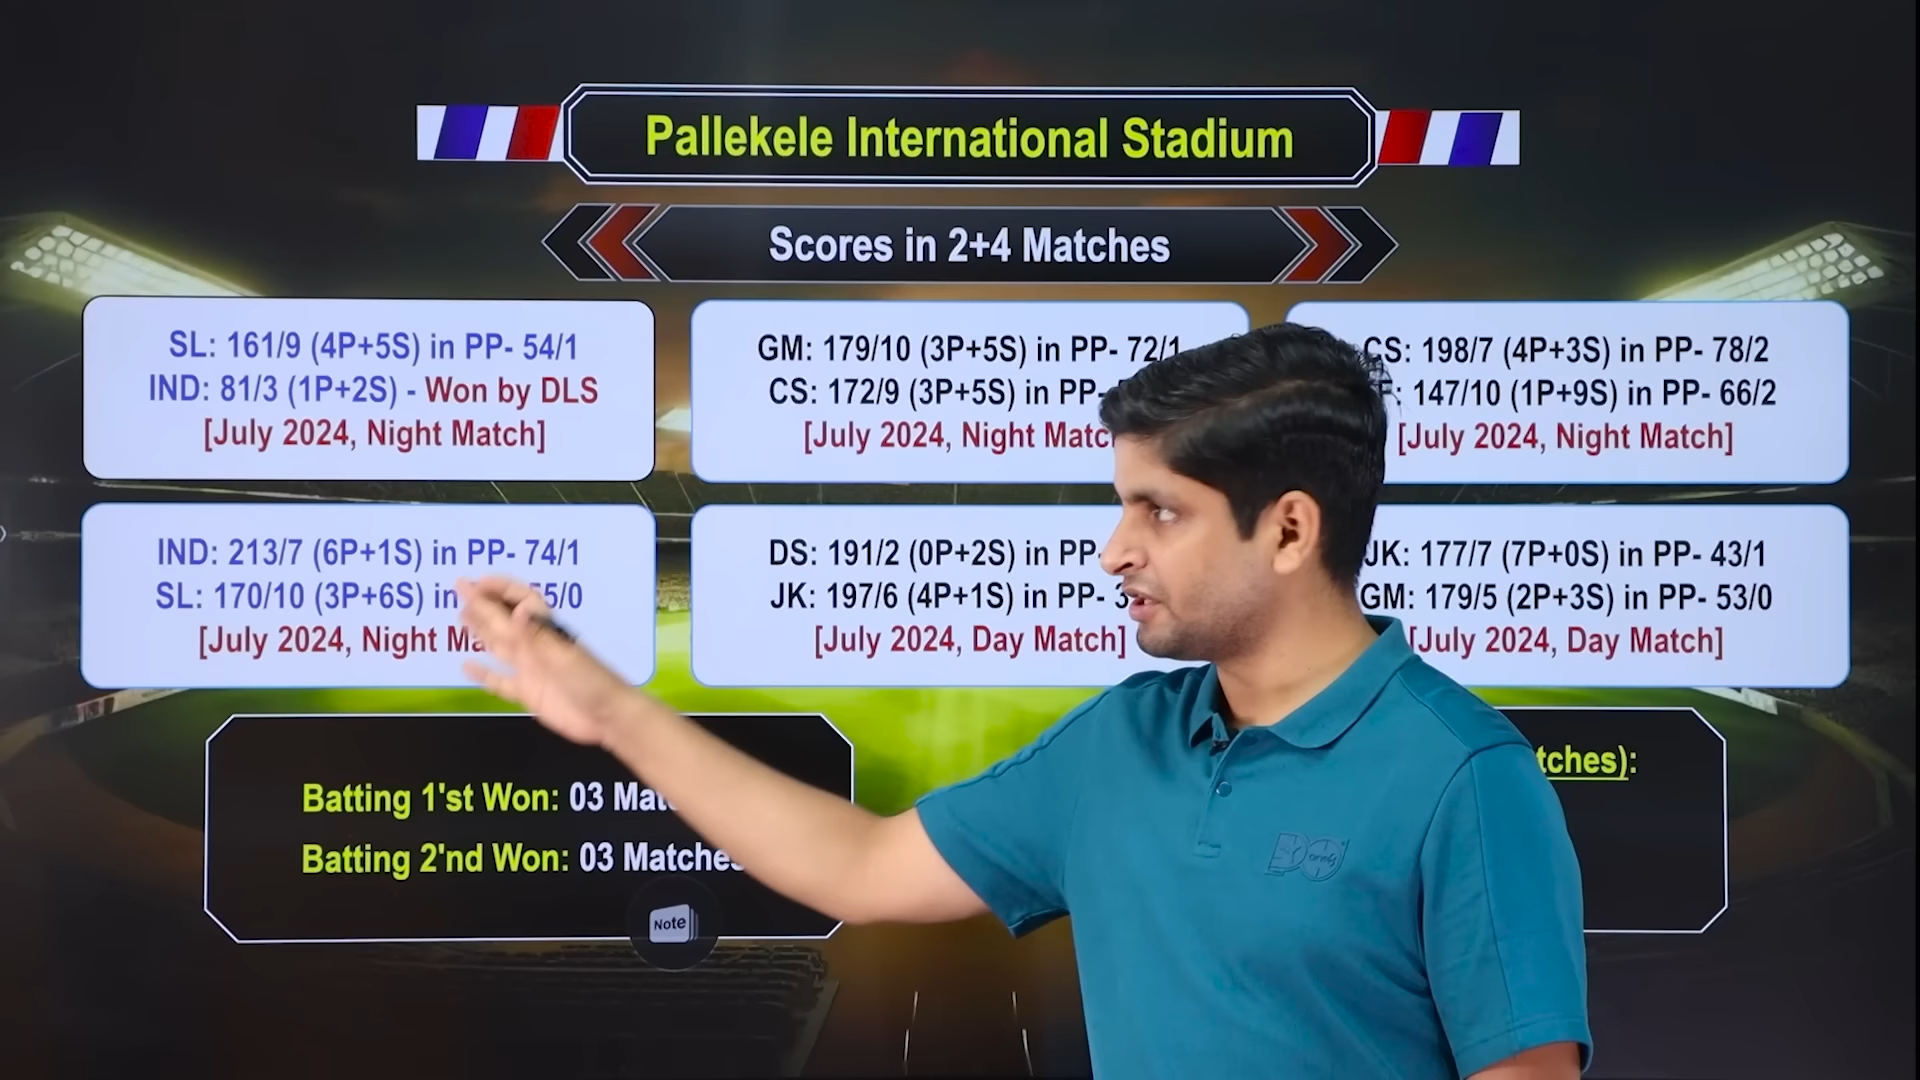 Pallekele International Stadium
Scores in 2+4 Matches
SL: 161/9 (4P+5S) in PP- 54/1
IND: 81/3 (1P+2S) - Won by DLS
[July 2024, Night Match]
GM: 179/10 (3P+5S) in PP- 72/1
CS: 172/9 (3P+5S) in PP-
[July 2024, Night
CS: 198/7 (4P+3S) in PP- 78/2
147/10 (1P+9S) in PP- 66/2
[July 2024, Night Match]
IND: 213/7 (6P+1S) in PP- 74/1
SL: 170/10 (3P+6S) in
[July 2024, Night
DS: 191/2 (0P+2S) in PP-
JK: 197/6 (4P+1S) in PP-
[July 2024, Day Match]
JK: 177/7 (7P+0S) in PP- 43/1
GM: 179/5 (2P+3S) in PP- 53/0
[July 2024, Day Match]
Batting 1'st Won: 03
Batting 2'nd Won: 03 Matches
Note